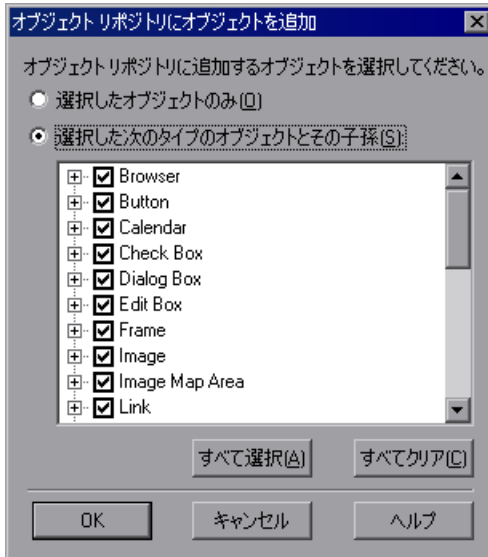 オブジェクト リポジトリにオブジェクトを追加
オブジェクト リポジトリに追加するオブジェクトを選択してください。
選択したオブジェクトのみ(O)
選択した次のタイプのオブジェクトとその子孫(S):
Browser
Button
Calendar
Check Box
Dialog Box
Edit Box
Frame
Image
Image Map Area
Link
すべて選択(A) すべてクリア(C)
OK キャンセル ヘルプ